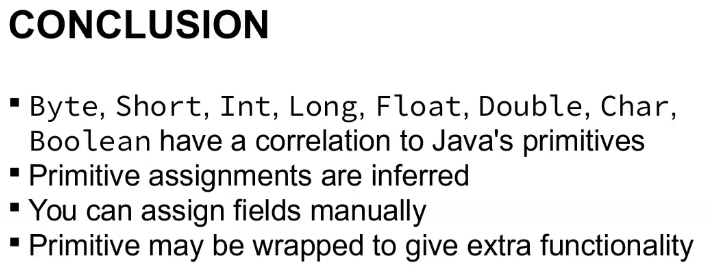 CONCLUSION
▪ Byte, Short, Int, Long, Float, Double, Char,
Boolean have a correlation to Java's primitives
▪ Primitive assignments are inferred
▪ You can assign fields manually
▪ Primitive may be wrapped to give extra functionality